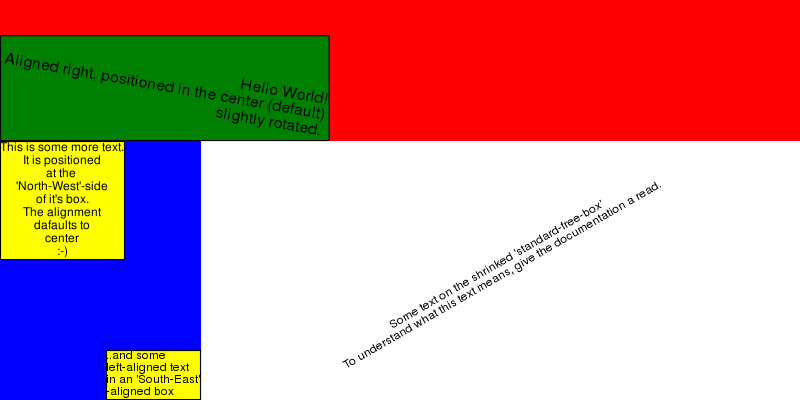 Hello World!
Aligned right, positioned in the center (default)
slightly rotated.
This is some more text.
It is positioned
at the
'North-West'-side
of it's box.
The alignment
dafaults to
center
:-)
Some text on the shrinked 'standard-free-box'
To understand what this text means, give the documentation a read.
..and some
left-aligned text
in an 'South-East'
-aligned box